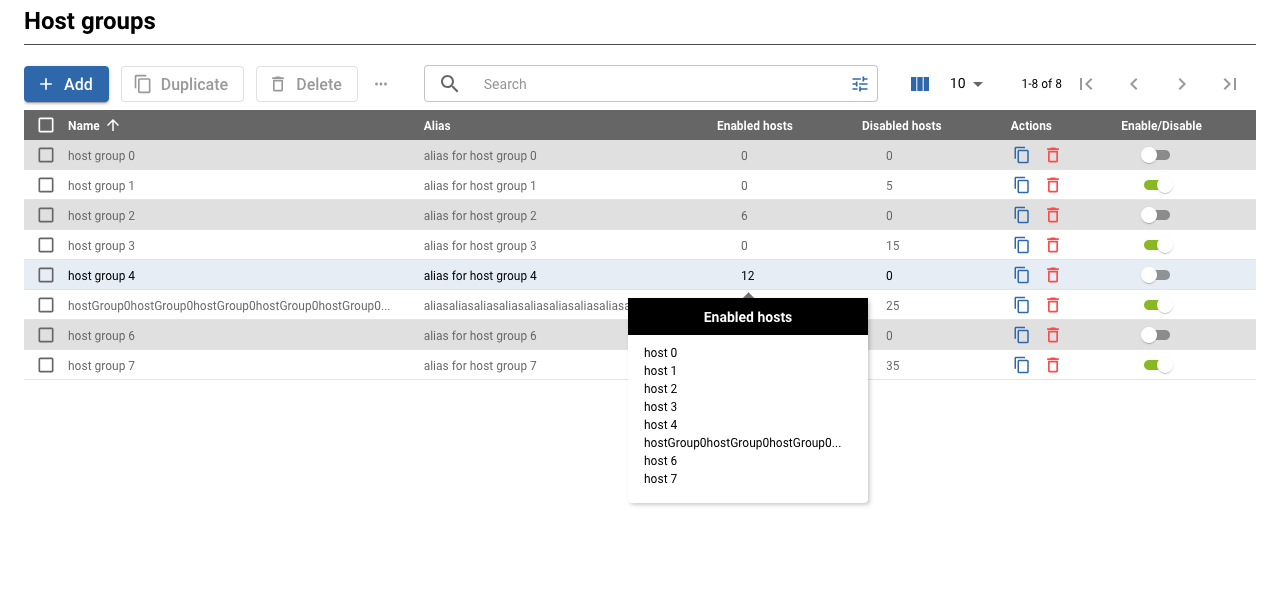 Host groups
Add Duplicate Delete ... Search 10 1-8 of 8
Name Alias Enabled hosts Disabled hosts Actions Enable/Disable
host group 0 alias for host group 0 0 0
host group 1 alias for host group 1 0 5
host group 2 alias for host group 2 6 0
host group 3 alias for host group 3 0 15
host group 4 alias for host group 4 12 0
hostGroup0hostGroup0hostGroup0hostGroup0hostGroup0... aliasaliasaliasaliasaliasaliasaliasaliasa 25
host group 6 alias for host group 6 0
host group 7 alias for host group 7 35
Enabled hosts
host 0
host 1
host 2
host 3
host 4
hostGroup0hostGroup0hostGroup0...
host 6
host 7